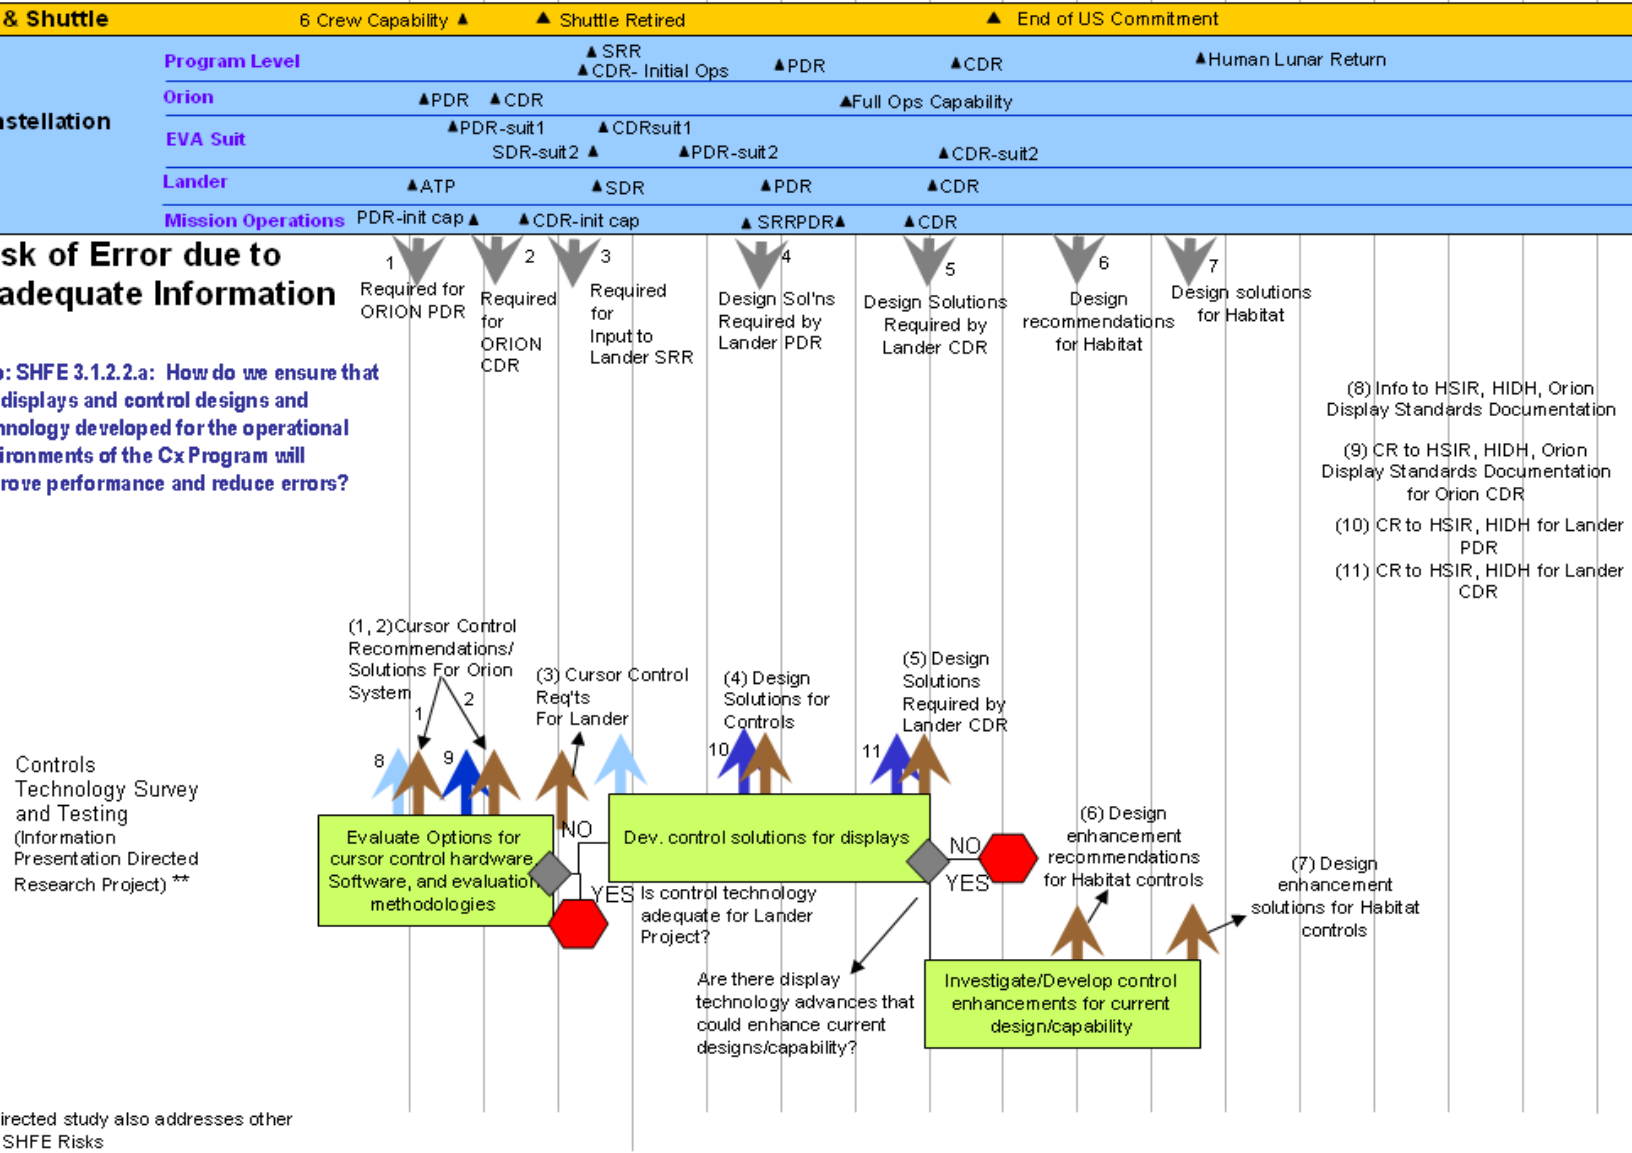 & Shuttle
6 Crew Capability
Shuttle Retired
End of US Commitment
nstellation
Program Level
SRR
CDR- Initial Ops
PDR
CDR
Human Lunar Return
Orion
PDR
CDR
Full Ops Capability
EVA Suit
PDR-suit1
CDRsuit1
SDR-suit2
PDR-suit2
CDR-suit2
Lander
ATP
SDR
PDR
CDR
Mission Operations
PDR-init cap
CDR-init cap
SRRPDR
CDR
sk of Error due to
adequate Information
1
Required for
ORION PDR
2
Required
for
ORION
CDR
3
Required
for
Input to
Lander SRR
4
Design Sol'ns
Required by
Lander PDR
5
Design Solutions
Required by
Lander CDR
6
Design
recommendations
for Habitat
7
Design solutions
for Habitat
: SHFE 3.1.2.2.a: How do we ensure that
displays and control designs and
hnology developed for the operational
ironments of the Cx Program will
rove performance and reduce errors?
(8) Info to HSIR, HIDH, Orion
Display Standards Documentation
(9) CR to HSIR, HIDH, Orion
Display Standards Documentation
for Orion CDR
(10) CR to HSIR, HIDH for Lander
PDR
(11) CR to HSIR, HIDH for Lander
CDR
(1, 2)Cursor Control
Recommendations/
Solutions For Orion
System
1
2
(3) Cursor Control
Req'ts
For Lander
(4) Design
Solutions for
Controls
(5) Design
Solutions
Required by
Lander CDR
8
9
10
11
Controls
Technology Survey
and Testing
(Information
Presentation Directed
Research Project) **
Evaluate Options for
cursor control hardware,
Software, and evaluation
methodologies
NO
YES
Is control technology
adequate for Lander
Project?
Dev. control solutions for displays
NO
YES
Are there display
technology advances that
could enhance current
designs/capability?
(6) Design
enhancement
recommendations
for Habitat controls
(7) Design
enhancement
solutions for Habitat
controls
Investigate/Develop control
enhancements for current
design/capability
irected study also addresses other
SHFE Risks